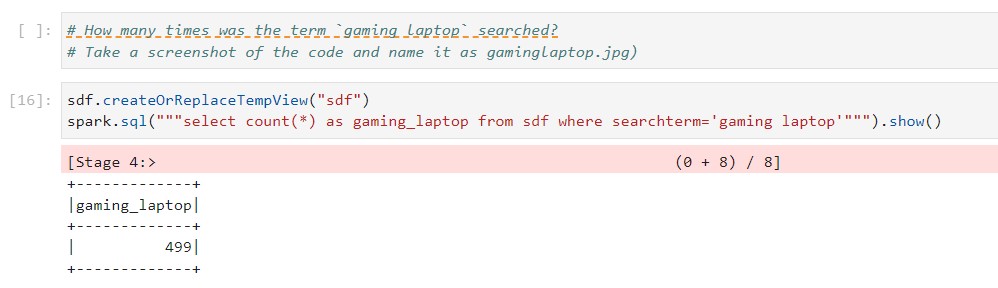 [ ]: # How many times was the term `gaming laptop` searched?
# Take a screenshot of the code and name it as gaminglaptop.jpg)
[16]: sdf.createOrReplaceTempView("sdf")
spark.sql("""select count(*) as gaming_laptop from sdf where searchterm='gaming laptop'""").show()
[Stage 4:>                                                          (0 + 8) / 8]
+-------------+
|gaming_laptop|
+-------------+
|          499|
+-------------+